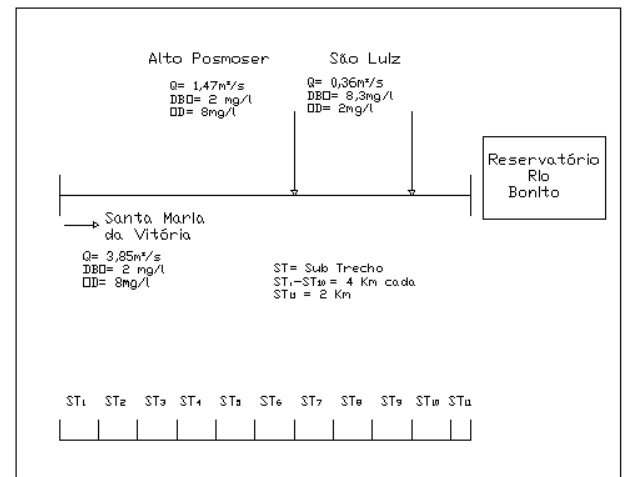 Alto Posmoser
Q= 1,47m³/s
DBO= 2 mg/l
OD= 8mg/l
São Luiz
Q= 0,36m³/s
DBO= 8,3mg/l
OD= 2mg/l
Reservatório
Rio
Bonito
Santa Maria
da Vitória
Q= 3,85m³/s
DBO= 2 mg/l
OD= 8mg/l
ST= Sub Trecho
ST₁-ST₁₀ = 4 Km cada
ST₁₁ = 2 Km
ST₁ ST₂ ST₃ ST₄ ST₅ ST₆ ST₇ ST₈ ST₉ ST₁₀ ST₁₁